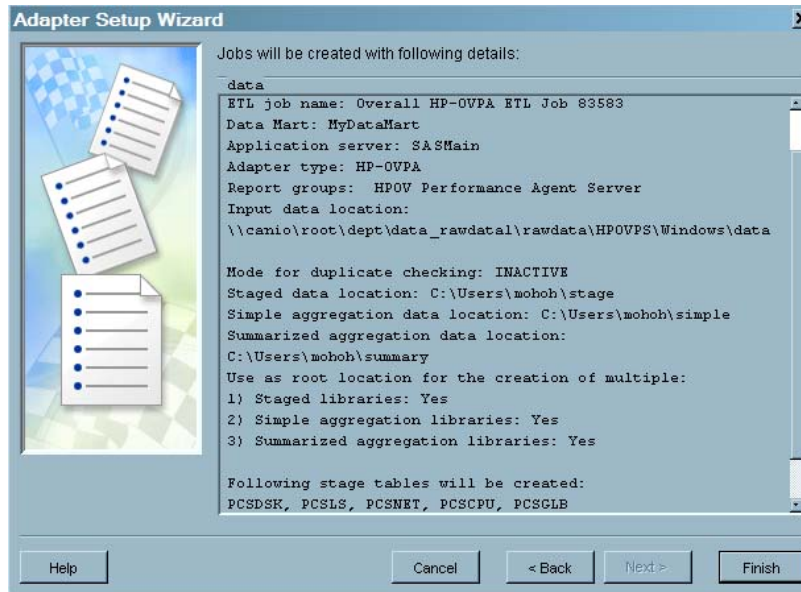 Adapter Setup Wizard
Jobs will be created with following details:
data
ETL job name: Overall HP-OVPA ETL Job 83583
Data Mart: MyDataMart
Application server: SASMain
Adapter type: HP-OVPA
Report groups:  HPOV Performance Agent Server
Input data location:
\\canio\root\dept\data_rawdata1\rawdata\HPOVPS\Windows\data
Mode for duplicate checking: INACTIVE
Staged data location: C:\Users\mohoh\stage
Simple aggregation data location: C:\Users\mohoh\simple
Summarized aggregation data location:
C:\Users\mohoh\summary
Use as root location for the creation of multiple:
1) Staged libraries: Yes
2) Simple aggregation libraries: Yes
3) Summarized aggregation libraries: Yes
Following stage tables will be created:
PCSDSK, PCSLS, PCSNET, PCSCPU, PCSGLB
Help
Cancel
< Back
Next >
Finish